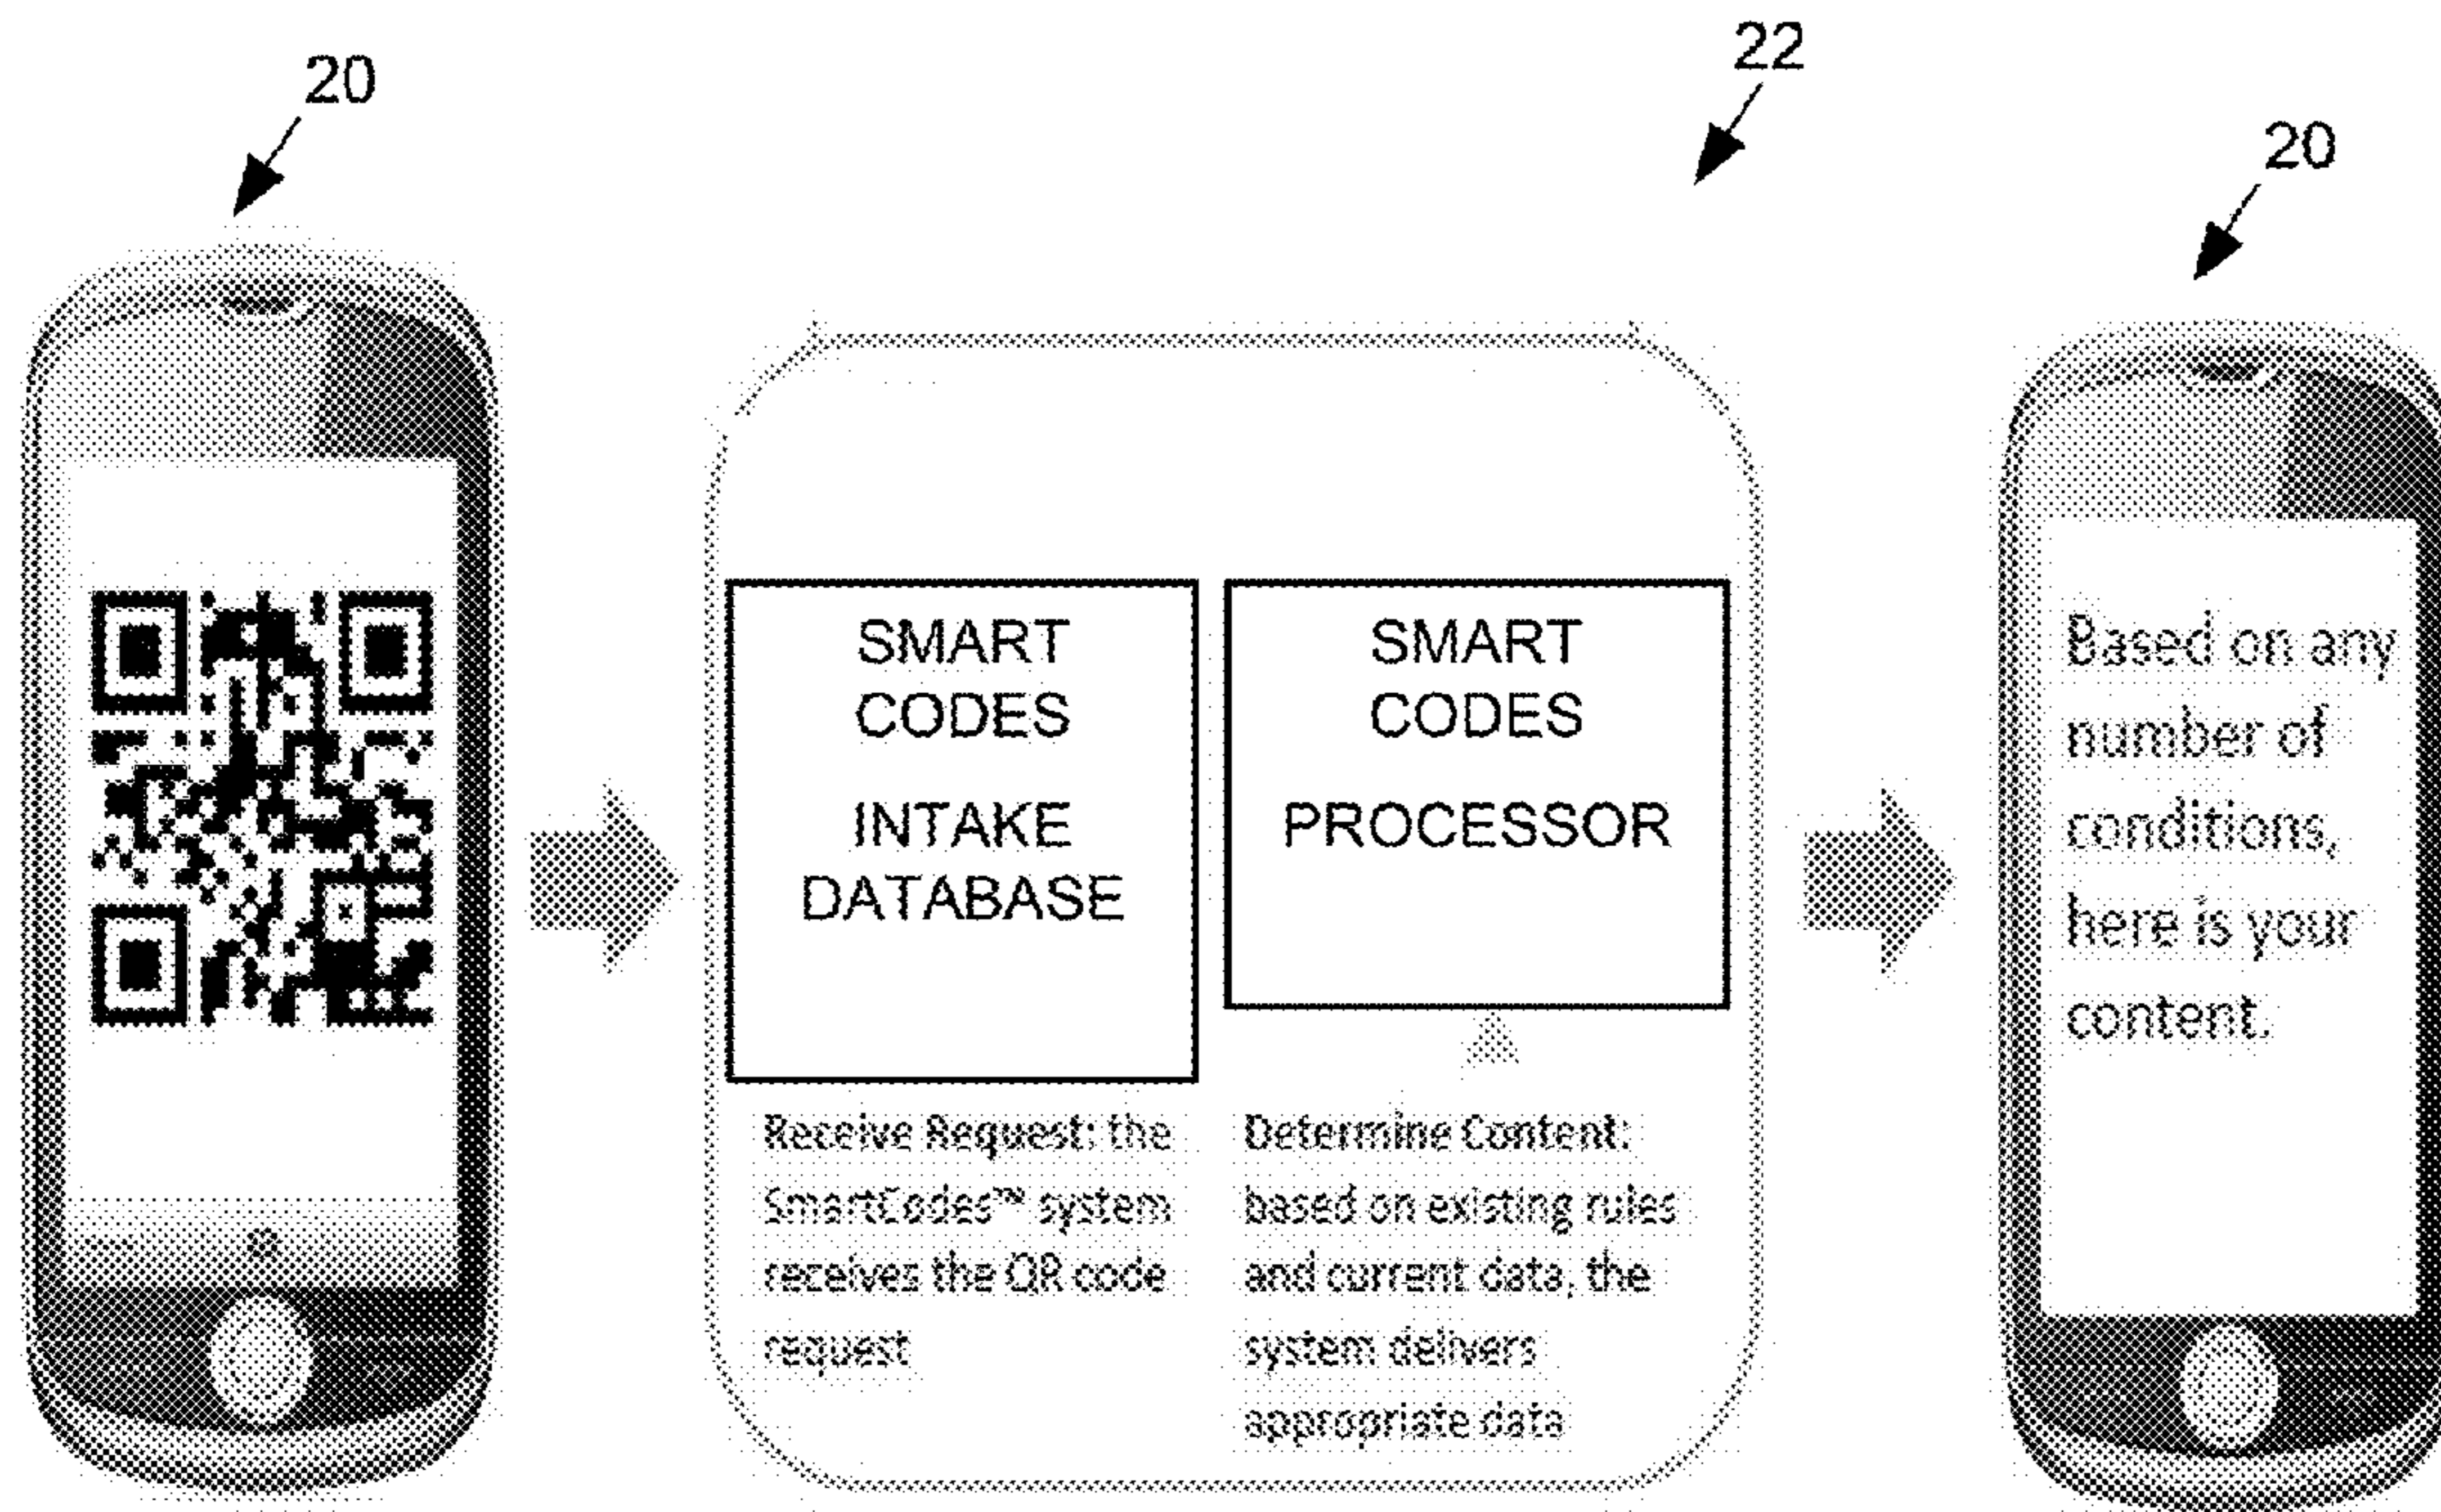 20
22
20
SMART
CODES
INTAKE
DATABASE
SMART
CODES
PROCESSOR
Receive Request: the
SmartCodes™ system
receives the QR code
request
Determine Content:
based on existing rules
and current data, the
system delivers
appropriate data
Based on any
number of
conditions,
here is your
content.